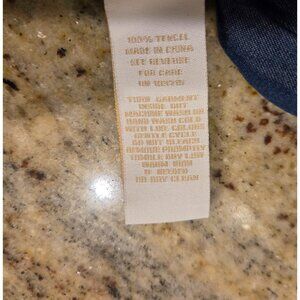 100% TENCEL
MADE IN CHINA
SEE REVERSE
FOR CARE
TURN GARMENT
INSIDE OUT
MACHINE WASH OR
HAND WASH COLD
WITH LIKE COLORS
GENTLE CYCLE
DO NOT BLEACH
REMOVE PROMPTLY
TUMBLE DRY LOW
WARM IRON
IF NEEDED
OR DRY CLEAN